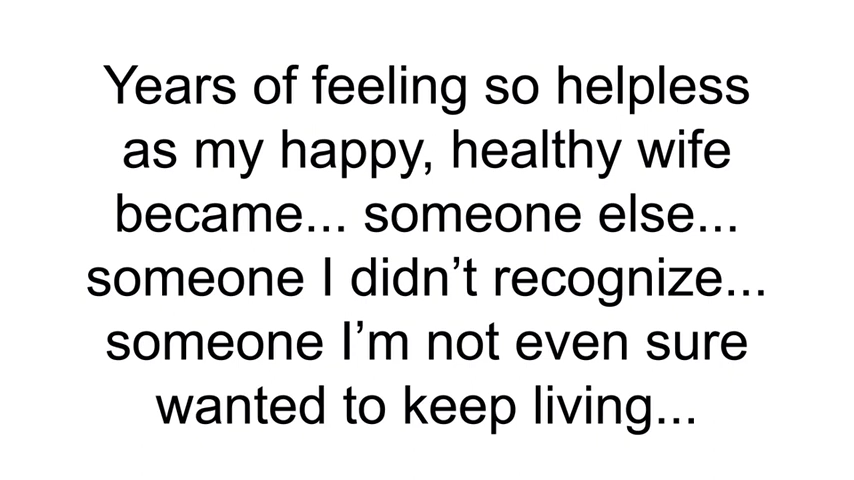 Years of feeling so helpless
as my happy, healthy wife
became... someone else...
someone I didn’t recognize...
someone I’m not even sure
wanted to keep living...